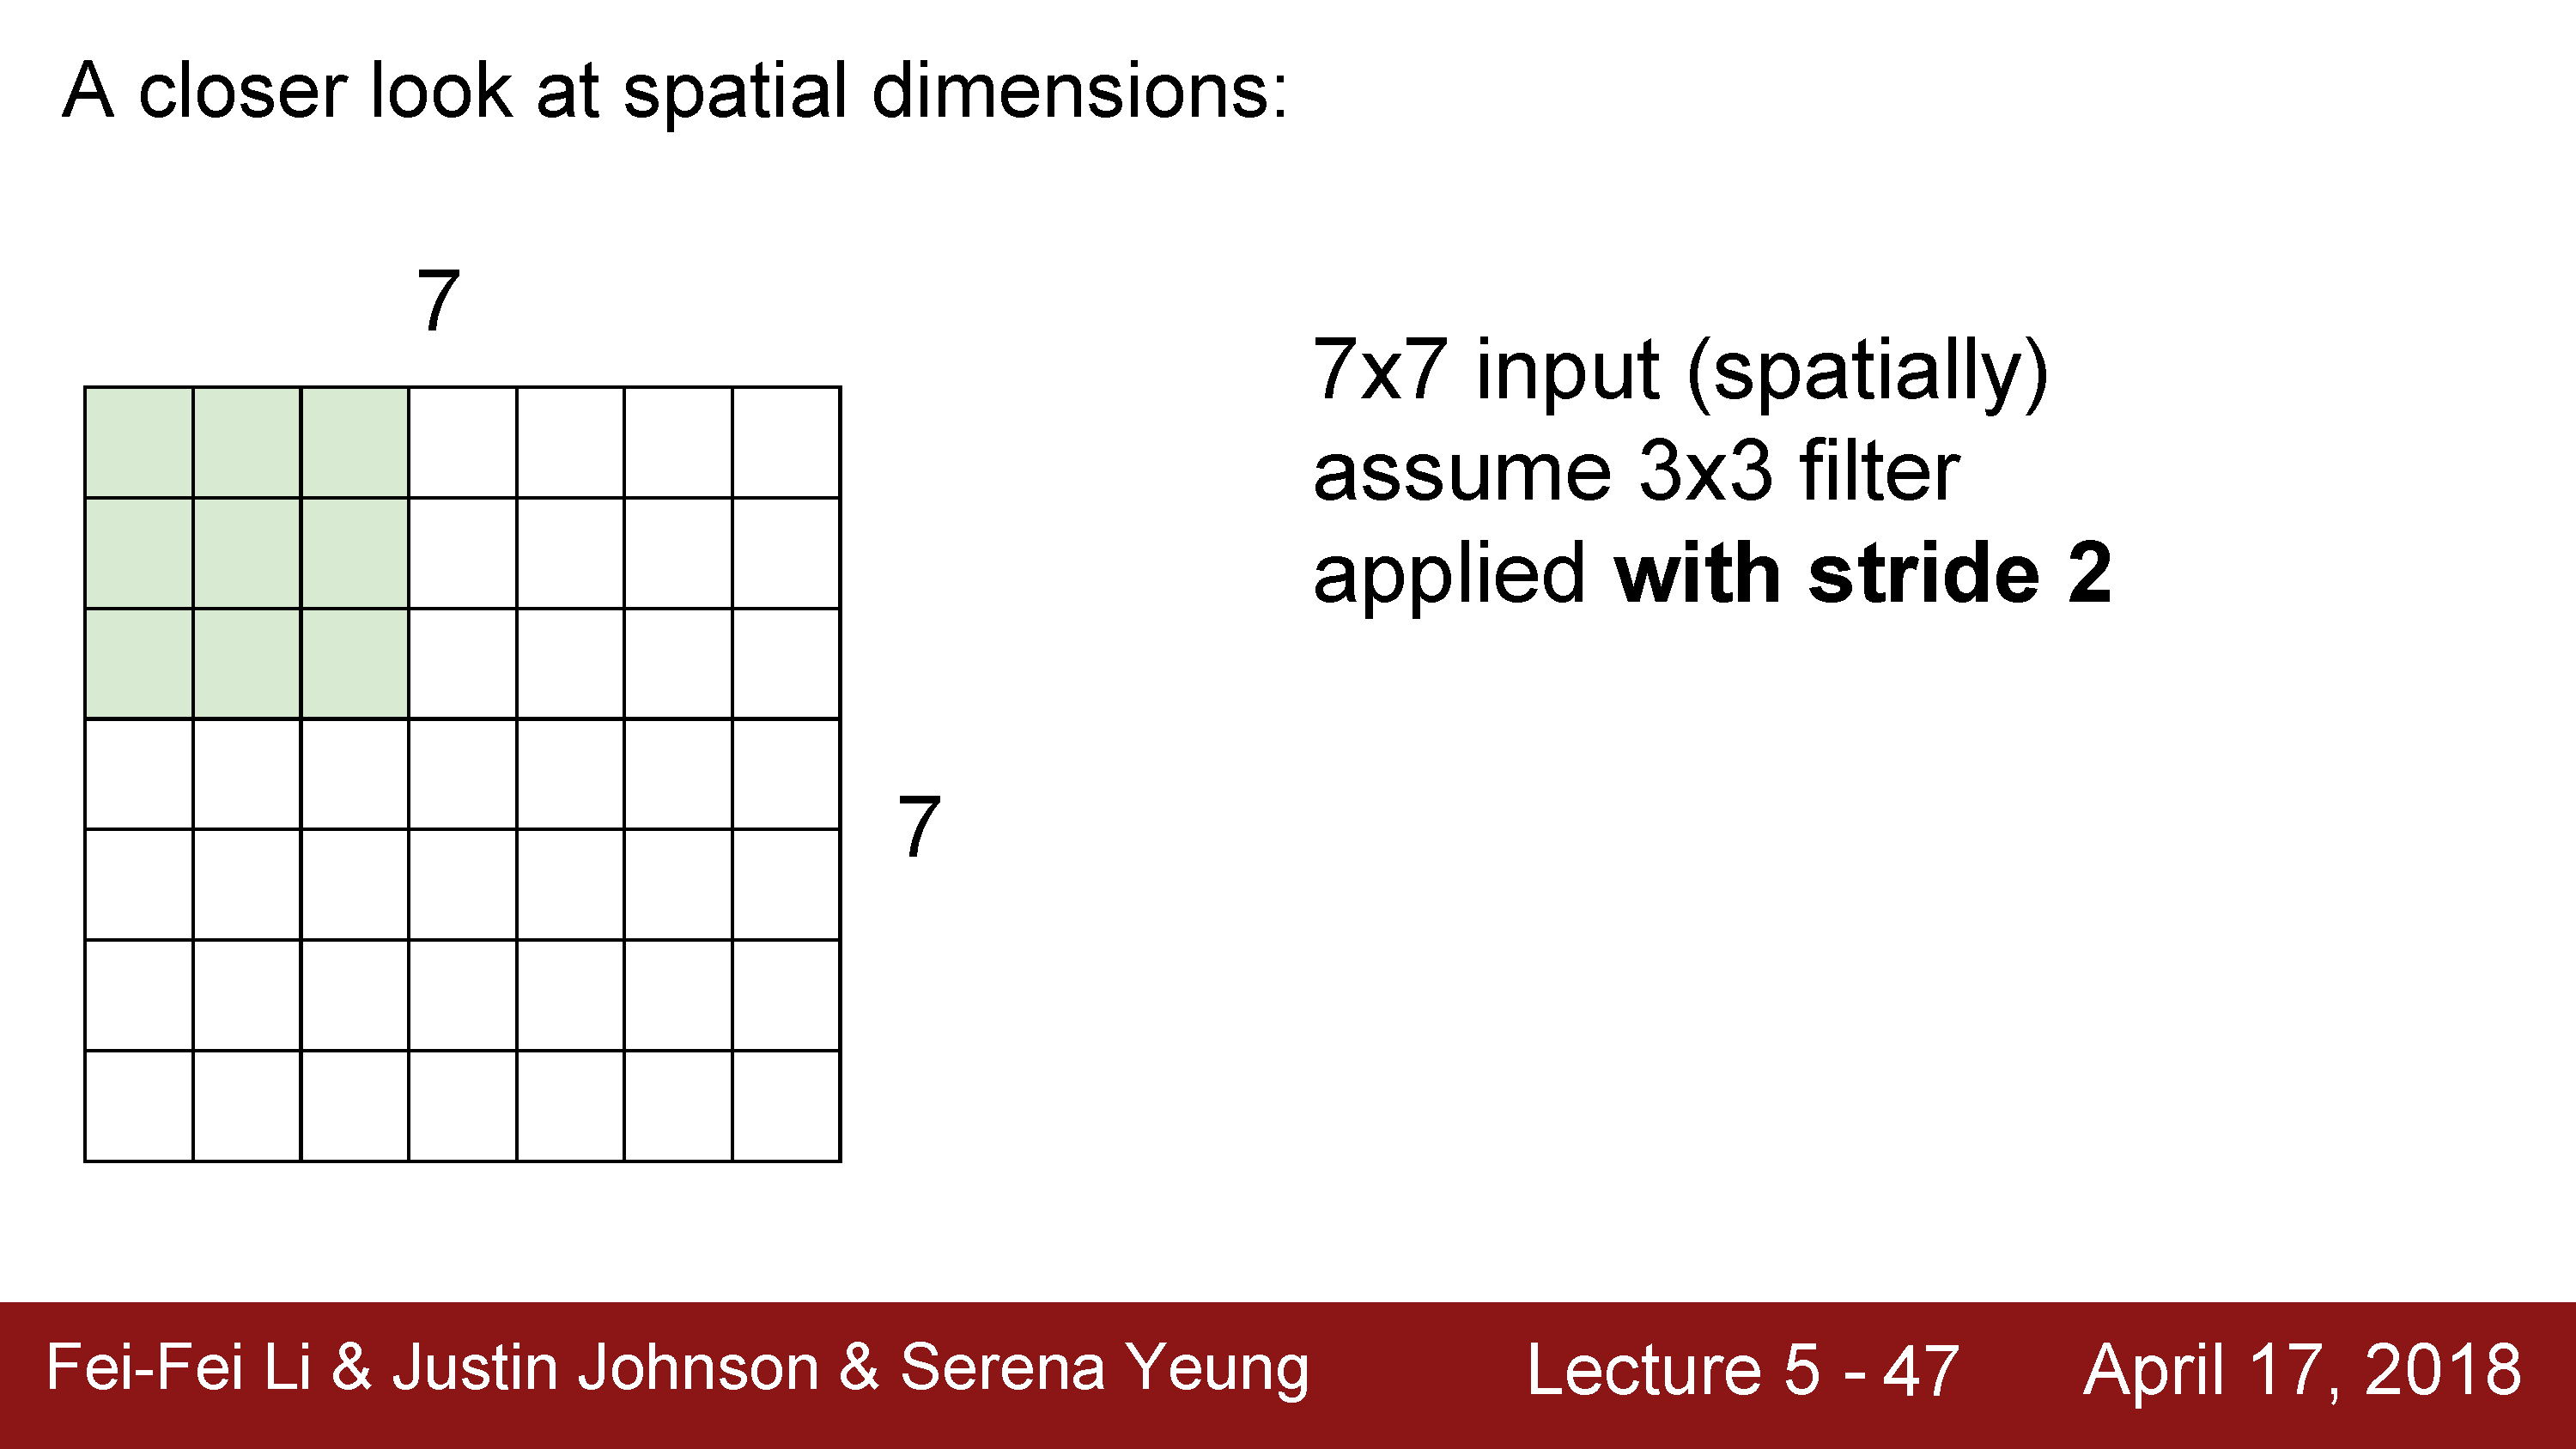 A closer look at spatial dimensions:
7
7x7 input (spatially)
assume 3x3 filter
applied with stride 2
7
Fei-Fei Li & Justin Johnson & Serena Yeung
Lecture 5 - 47
April 17, 2018